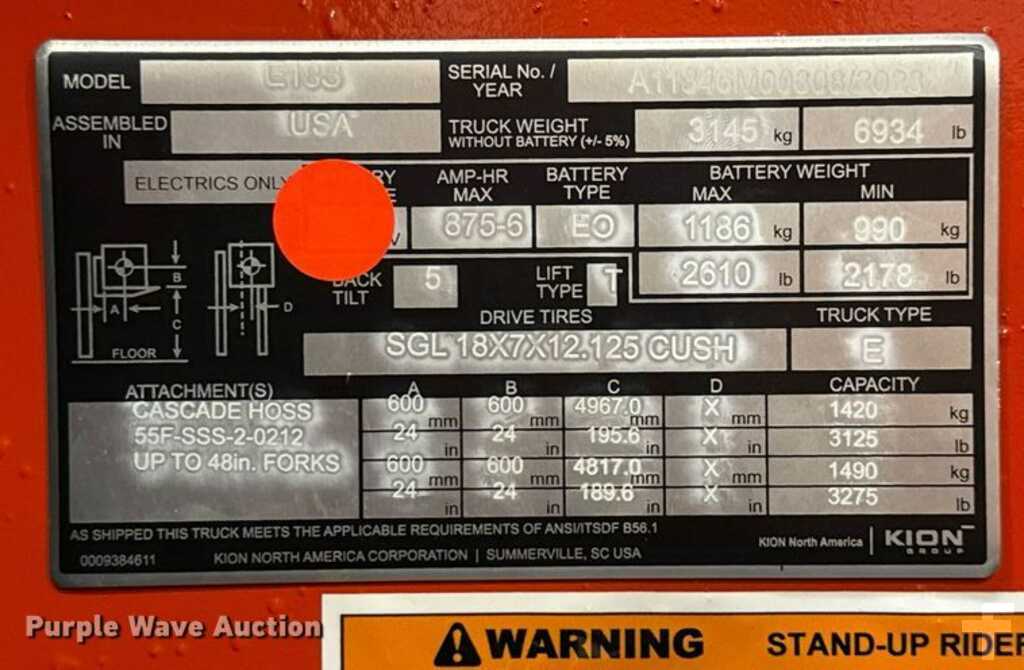 MODEL
SERIAL No. / YEAR A11946M00308/2023
ASSEMBLED IN USA
TRUCK WEIGHT WITHOUT BATTERY (+/- 5%) 3145 kg 6934 lb
ELECTRICS ONLY
AMP-HR MAX 875-6
BATTERY TYPE EO
BATTERY WEIGHT
MAX MIN
1186 kg 990 kg
2610 lb 2178 lb
BACK TILT 5
LIFT TYPE T
DRIVE TIRES TRUCK TYPE
SGL 18X7X12.125 CUSH E
A B C D
FLOOR
ATTACHMENT(S) A B C D CAPACITY
CASCADE HOSS 600 mm 600 mm 4967.0 mm X mm 1420 kg
55F-SSS-2-0212 24 in 24 in 195.6 in X in 3125 lb
UP TO 48in. FORKS 600 mm 600 mm 4817.0 mm X mm 1490 kg
24 in 24 in 189.6 in X in 3275 lb
AS SHIPPED THIS TRUCK MEETS THE APPLICABLE REQUIREMENTS OF ANSI/ITSDF B56.1
0009384611 KION NORTH AMERICA CORPORATION | SUMMERVILLE, SC USA
KION North America | KION GROUP
Purple Wave Auction
WARNING STAND-UP RIDER